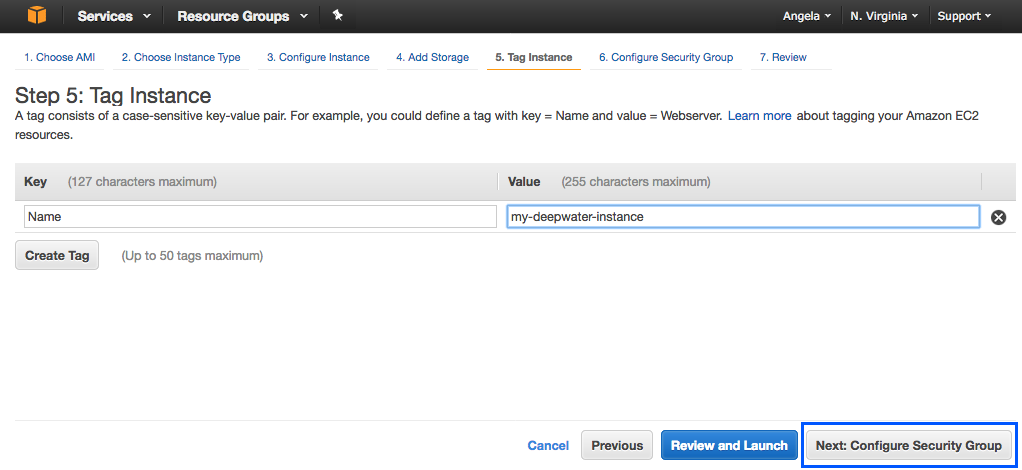 Services Resource Groups Angela N. Virginia Support
1. Choose AMI 2. Choose Instance Type 3. Configure Instance 4. Add Storage 5. Tag Instance 6. Configure Security Group 7. Review
Step 5: Tag Instance
A tag consists of a case-sensitive key-value pair. For example, you could define a tag with key = Name and value = Webserver. Learn more about tagging your Amazon EC2
resources.
Key (127 characters maximum) Value (255 characters maximum)
Name my-deepwater-instance
Create Tag (Up to 50 tags maximum)
Cancel Previous Review and Launch Next: Configure Security Group